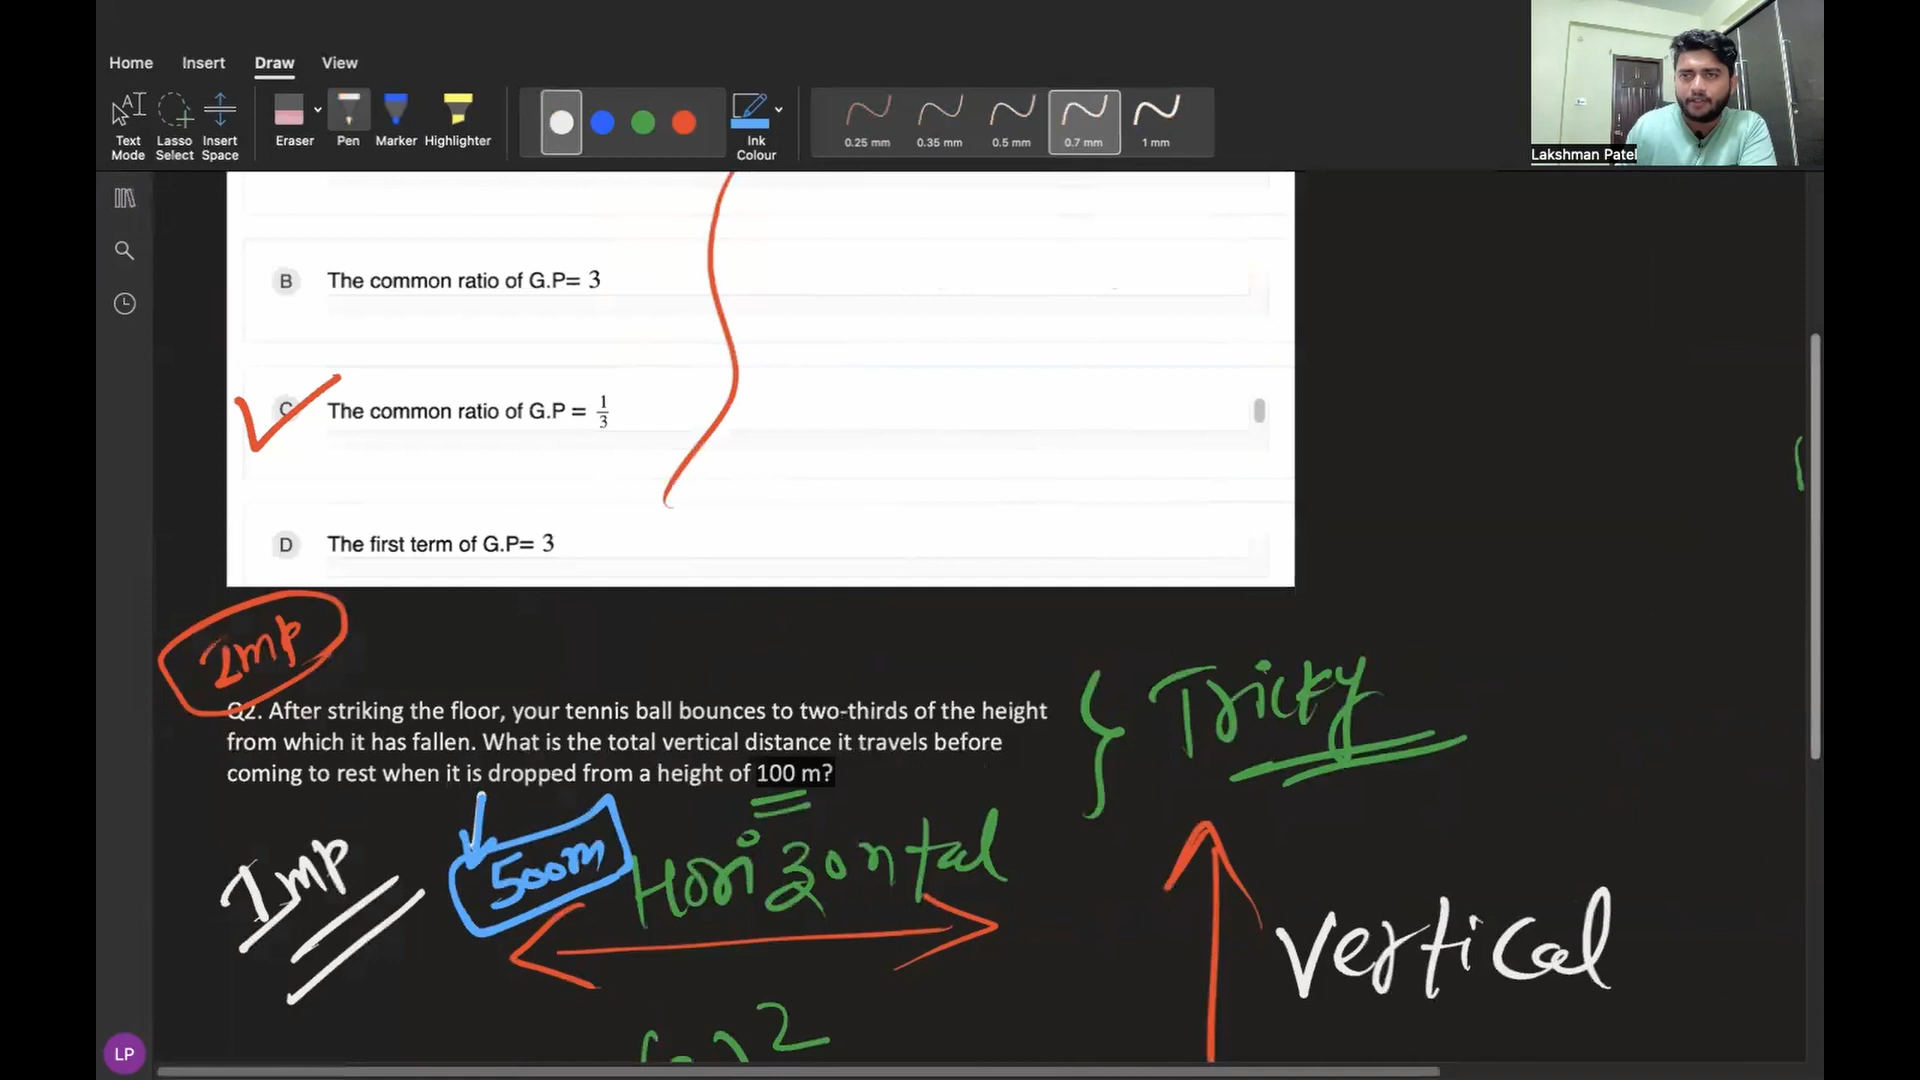 Home Insert Draw View
Text Mode
Lasso Select
Insert Space
Eraser
Pen
Marker
Highlighter
Ink Colour
0.25 mm
0.35 mm
0.5 mm
0.7 mm
1 mm
Lakshman Patel
B The common ratio of G.P= 3
C The common ratio of G.P = 1/3
D The first term of G.P= 3
Imp
Q2. After striking the floor, your tennis ball bounces to two-thirds of the height
from which it has fallen. What is the total vertical distance it travels before
coming to rest when it is dropped from a height of 100 m?
Tricky
Imp
500m
Horizontal
Vertical
2
LP